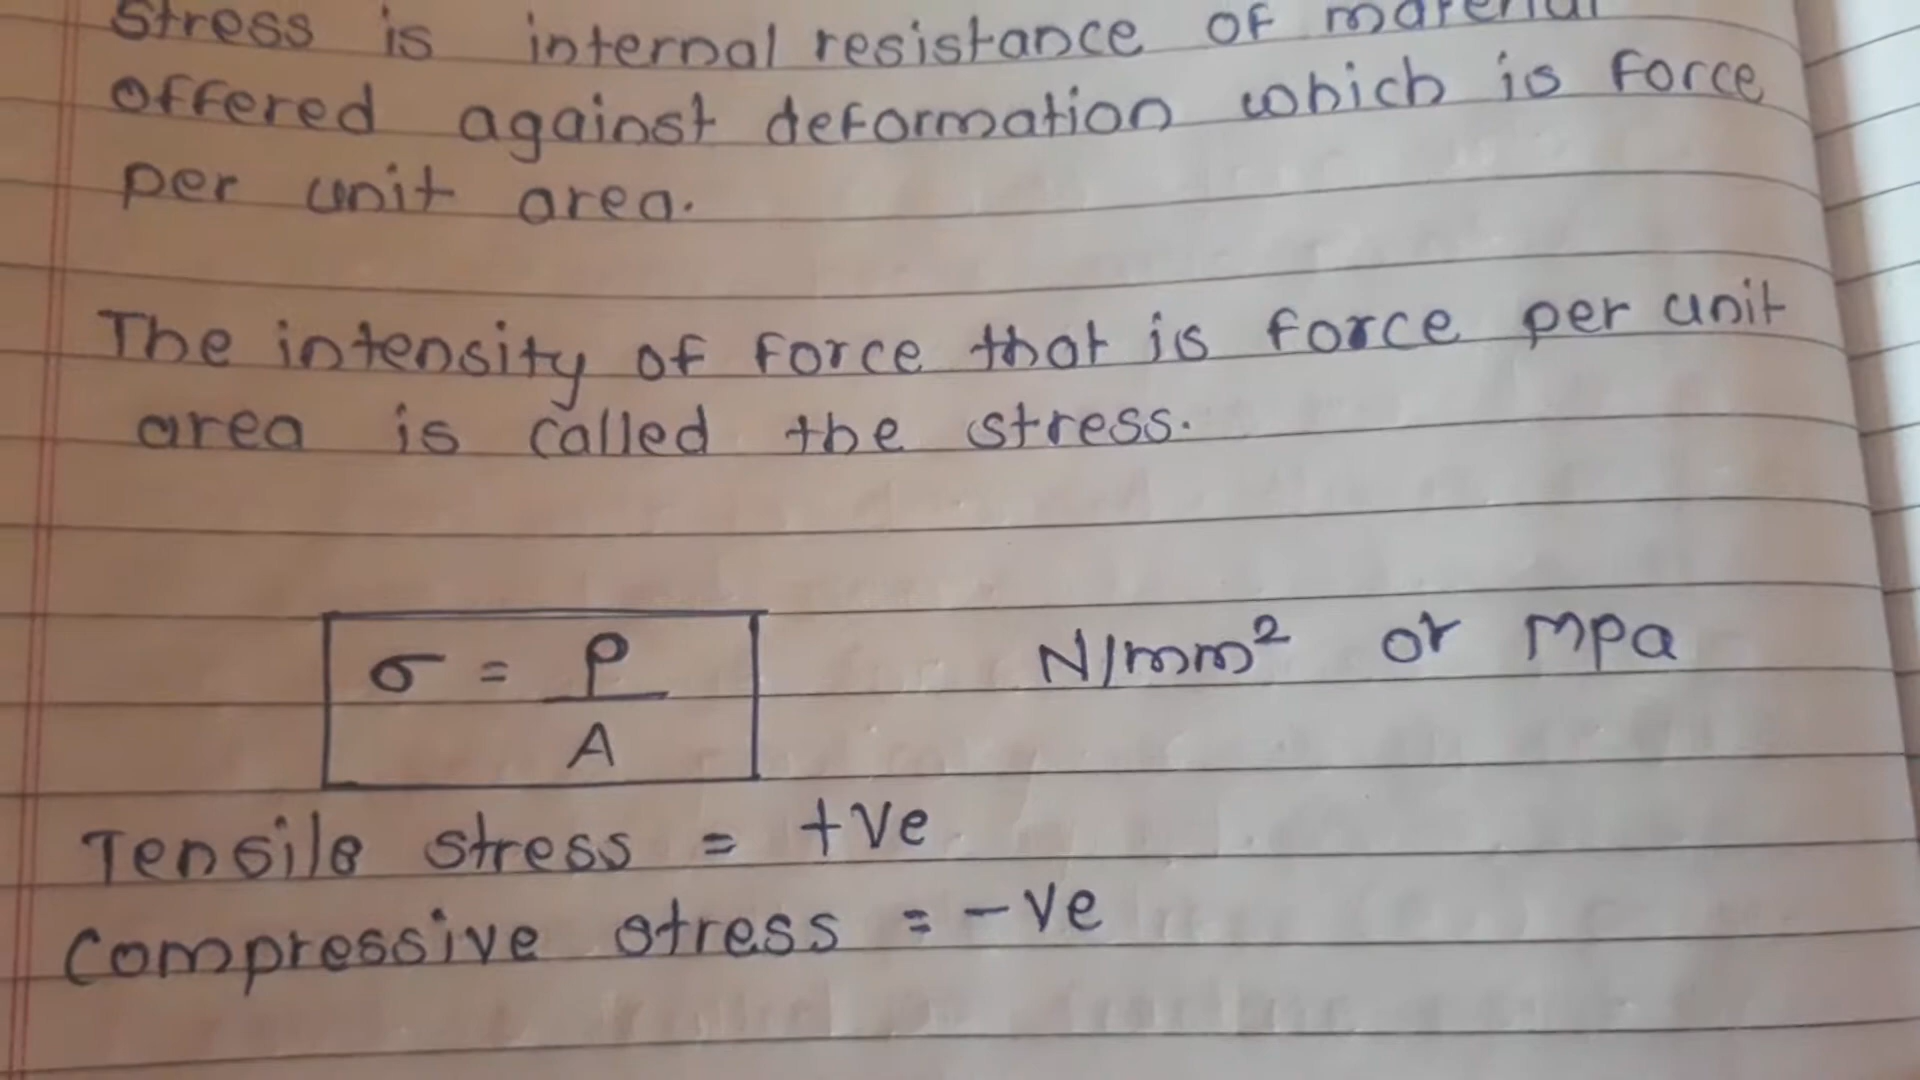 Stress is internal resistance of material
offered against deformation which is force
per unit area.
The intensity of force that is force per unit
area is called the stress.
σ = P / A N/mm² or Mpa
Tensile stress = +ve
Compressive stress = -ve